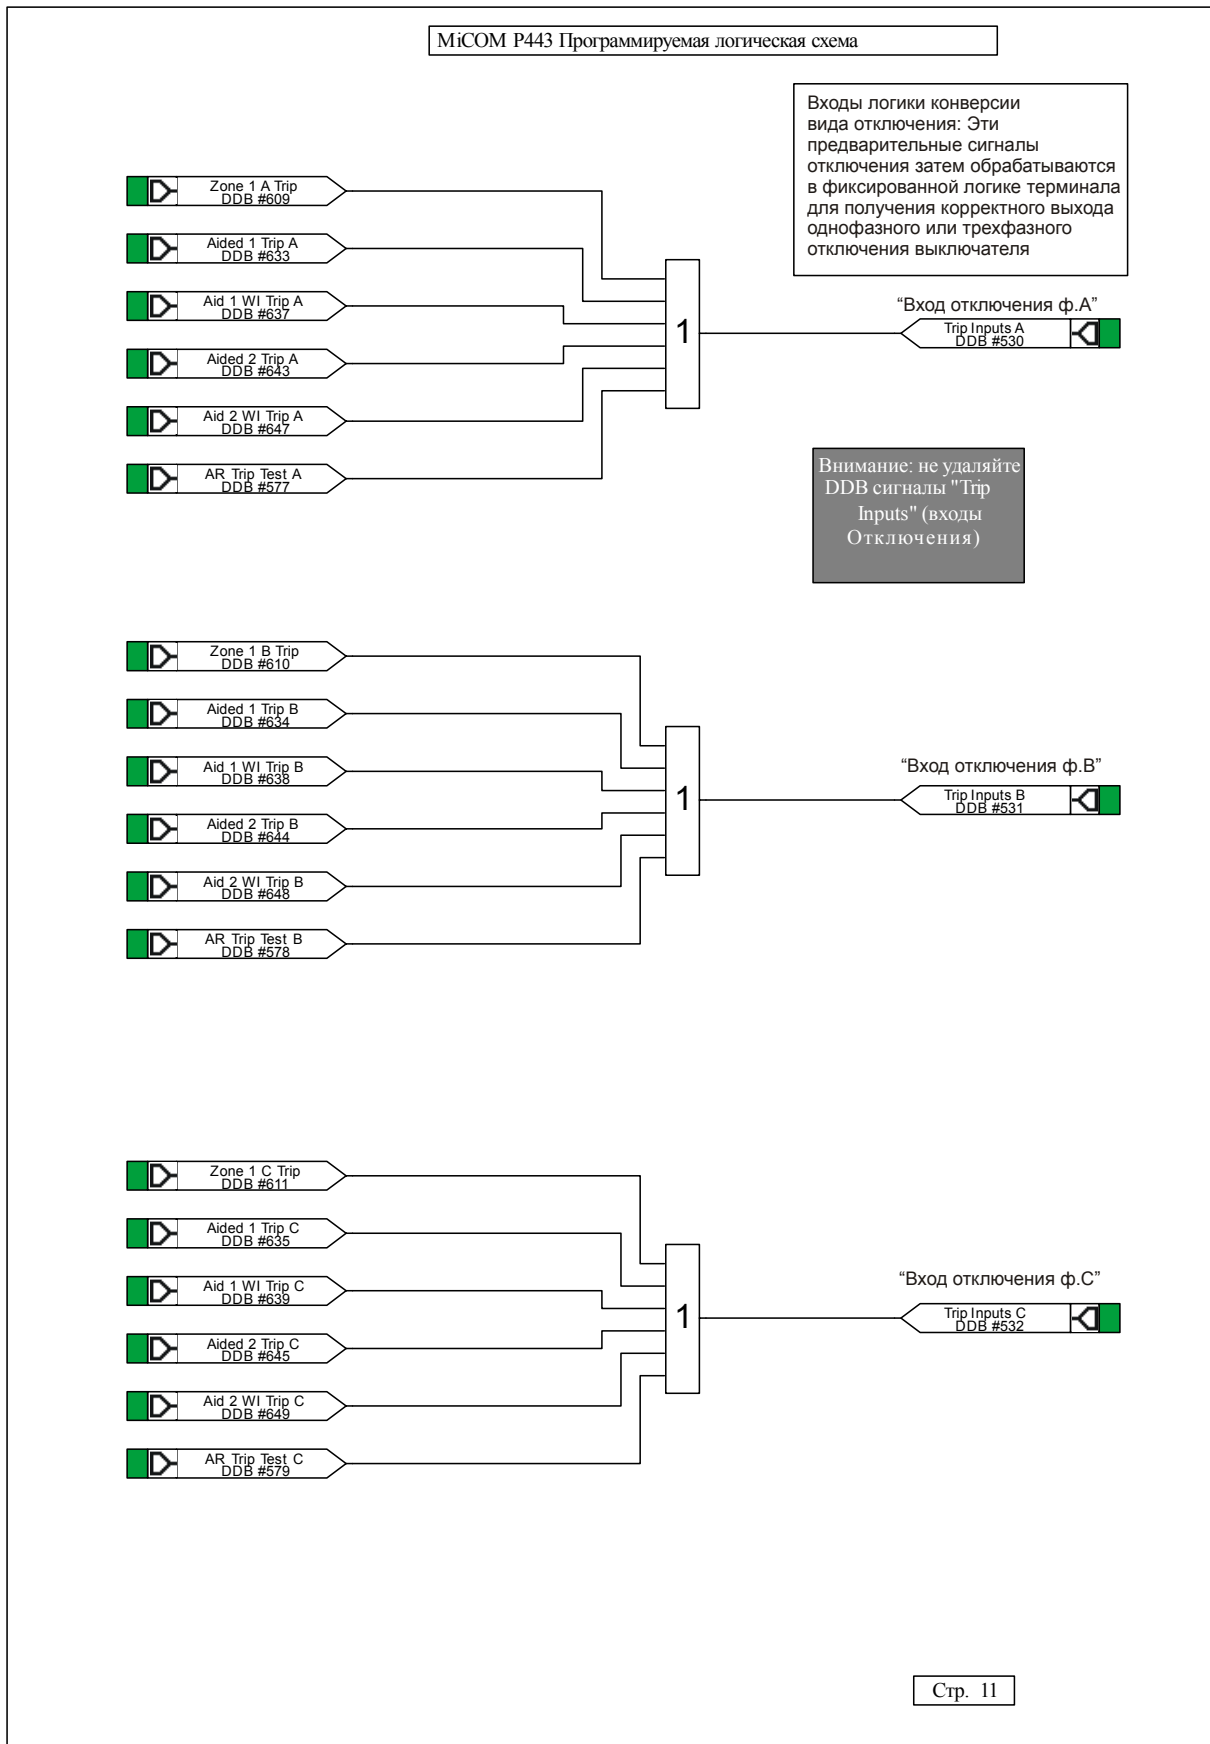 MiCOM P443 Программируемая логическая схема
Входы логики конверсии
вида отключения: Эти
предварительные сигналы
отключения затем обрабатываются
в фиксированной логике терминала
для получения корректного выхода
однофазного или трехфазного
отключения выключателя
Zone 1 A Trip
DDB #609
Aided 1 Trip A
DDB #633
Aid 1 WI Trip A
DDB #637
Aided 2 Trip A
DDB #643
Aid 2 WI Trip A
DDB #647
AR Trip Test A
DDB #577
1
“Вход отключения ф.А”
Trip Inputs A
DDB #530
Внимание: не удаляйте
DDB сигналы "Trip
Inputs" (входы
Отключения)
Zone 1 B Trip
DDB #610
Aided 1 Trip B
DDB #634
Aid 1 WI Trip B
DDB #638
Aided 2 Trip B
DDB #644
Aid 2 WI Trip B
DDB #648
AR Trip Test B
DDB #578
1
“Вход отключения ф.В”
Trip Inputs B
DDB #531
Zone 1 C Trip
DDB #611
Aided 1 Trip C
DDB #635
Aid 1 WI Trip C
DDB #639
Aided 2 Trip C
DDB #645
Aid 2 WI Trip C
DDB #649
AR Trip Test C
DDB #579
1
“Вход отключения ф.С”
Trip Inputs C
DDB #532
Стр. 11